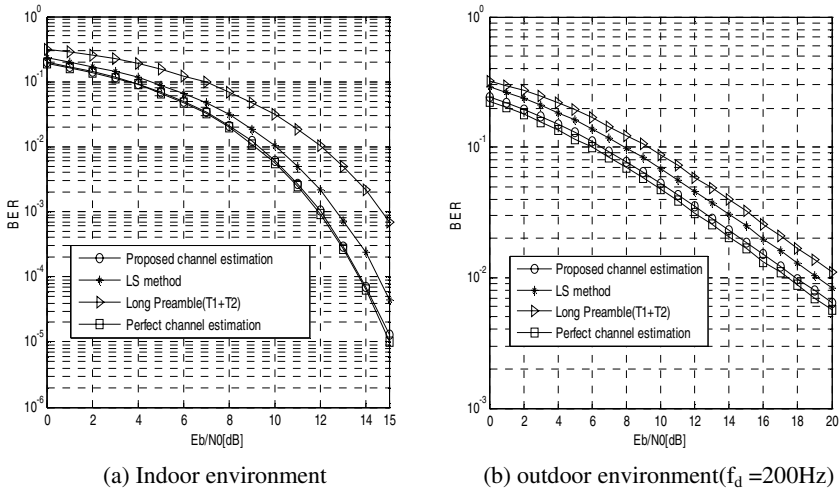 10^0
10^-1
10^-2
10^-3
10^-4
10^-5
10^-6
BER
0 2 4 6 8 10 12 14 15
Eb/N0[dB]
Proposed channel estimation
LS method
Long Preamble(T1+T2)
Perfect channel estimation
(a) Indoor environment
10^0
10^-1
10^-2
10^-3
BER
0 2 4 6 8 10 12 14 16 18 20
Eb/N0[dB]
Proposed channel estimation
LS method
Long Preamble(T1+T2)
Perfect channel estimation
(b) outdoor environment(f_d =200Hz)